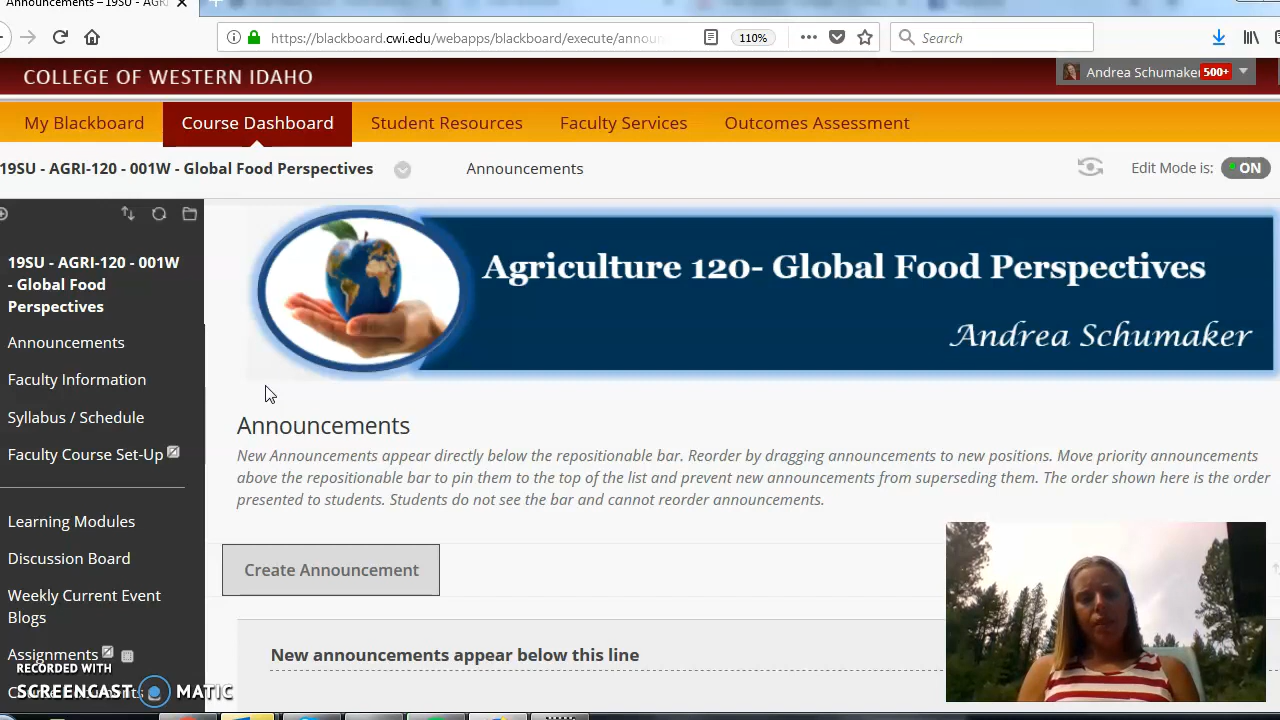 Announcements – 19SU - AGRI
https://blackboard.cwi.edu/webapps/blackboard/execute/announ
110%
Search
COLLEGE OF WESTERN IDAHO
Andrea Schumaker 500+
My Blackboard
Course Dashboard
Student Resources
Faculty Services
Outcomes Assessment
19SU - AGRI-120 - 001W - Global Food Perspectives
Announcements
Edit Mode is: ON
19SU - AGRI-120 - 001W
- Global Food
Perspectives
Announcements
Faculty Information
Syllabus / Schedule
Faculty Course Set-Up
Learning Modules
Discussion Board
Weekly Current Event
Blogs
Assignments
RECORDED WITH
SCREENCAST MATIC
Agriculture 120- Global Food Perspectives
Andrea Schumaker
Announcements
New Announcements appear directly below the repositionable bar. Reorder by dragging announcements to new positions. Move priority announcements
above the repositionable bar to pin them to the top of the list and prevent new announcements from superseding them. The order shown here is the order
presented to students. Students do not see the bar and cannot reorder announcements.
Create Announcement
New announcements appear below this line